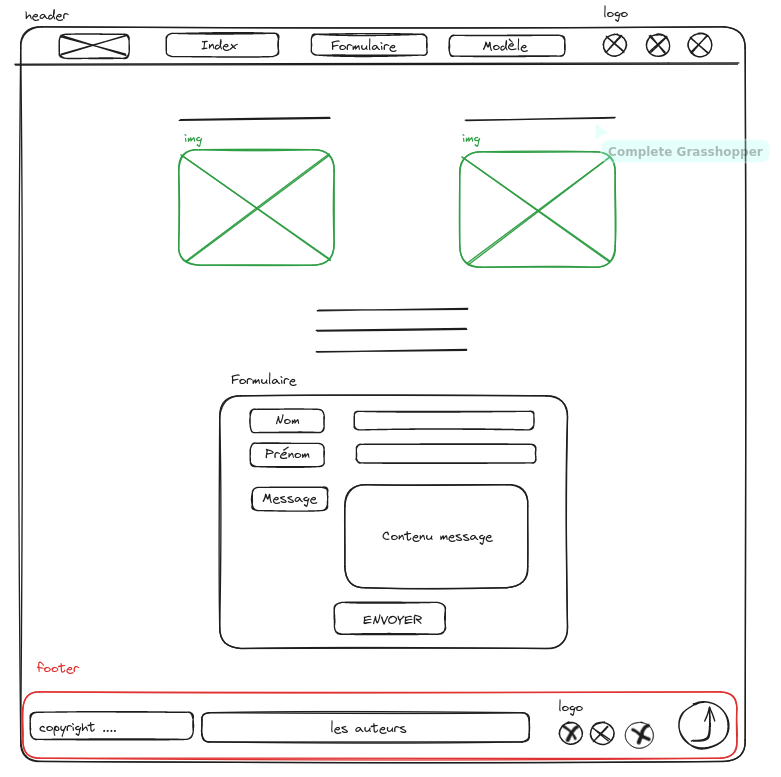 header
logo
Index
Formulaire
Modèle
img
img
Complete Grasshopper
Formulaire
Nom
Prénom
Message
Contenu message
ENVOYER
footer
logo
copyright ....
les auteurs